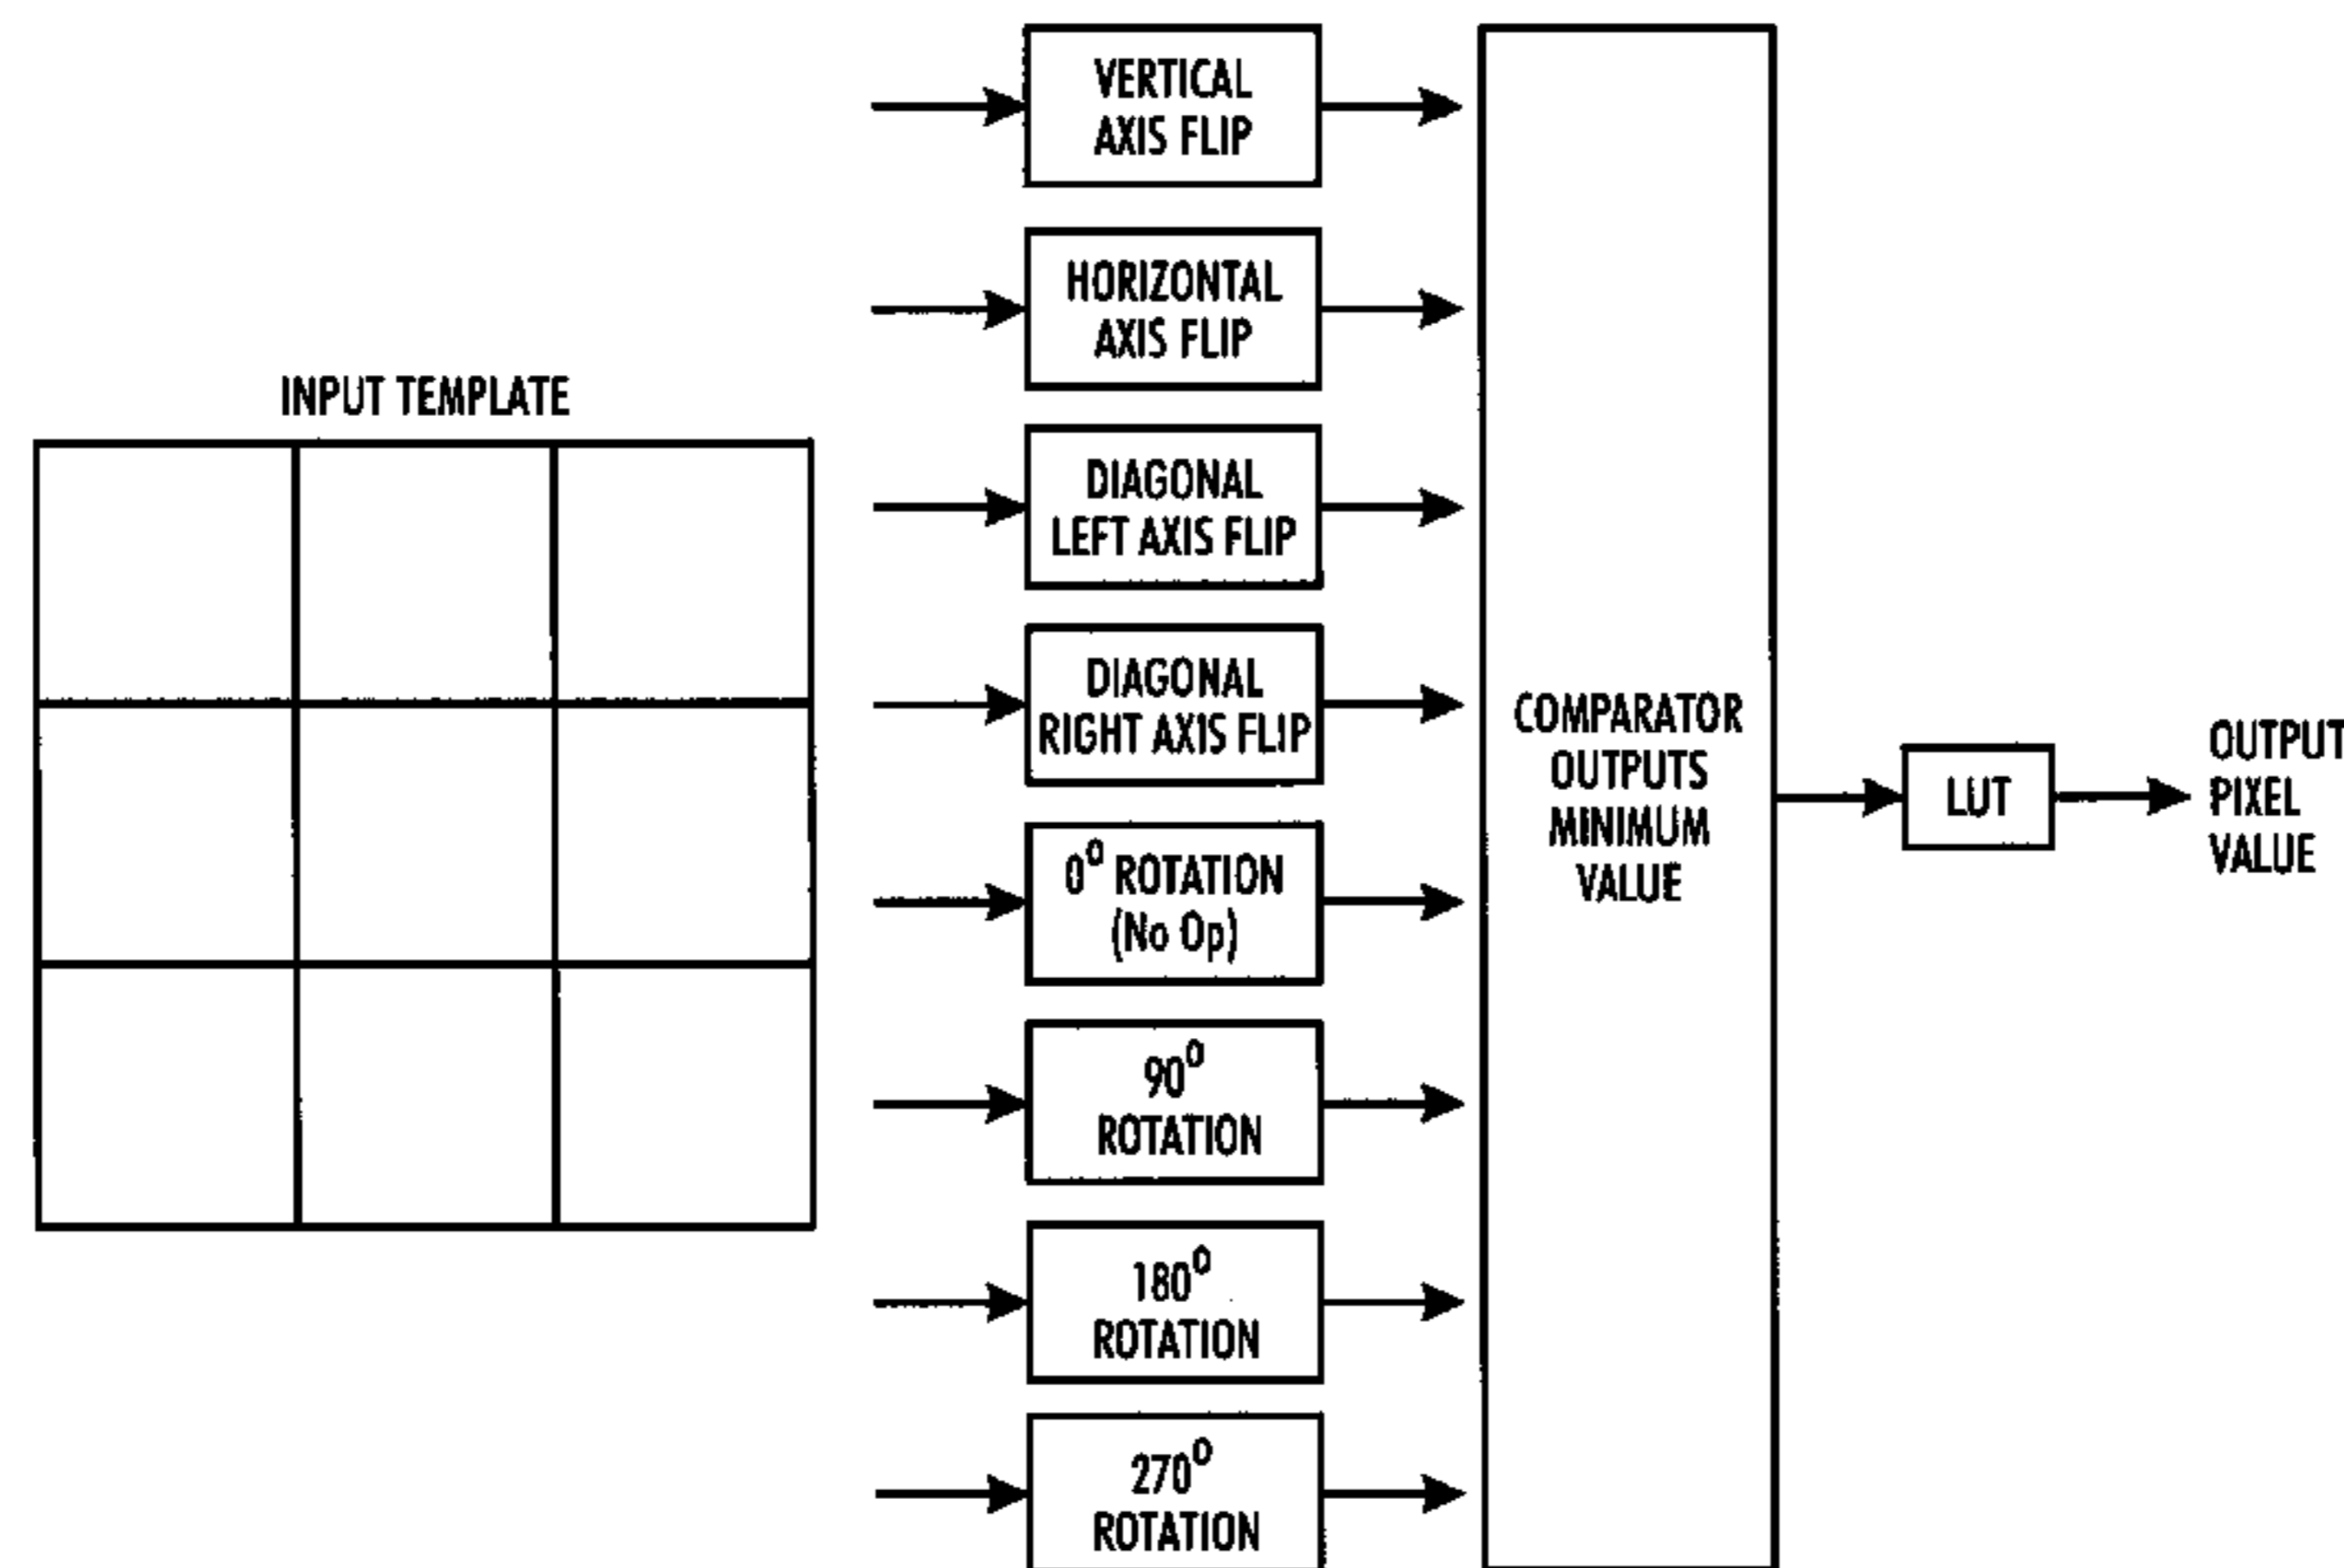 INPUT TEMPLATE
VERTICAL
AXIS FLIP
HORIZONTAL
AXIS FLIP
DIAGONAL
LEFT AXIS FLIP
DIAGONAL
RIGHT AXIS FLIP
0° ROTATION
(No Op)
90°
ROTATION
180°
ROTATION
270°
ROTATION
COMPARATOR
OUTPUTS
MINIMUM
VALUE
LUT
OUTPUT
PIXEL
VALUE